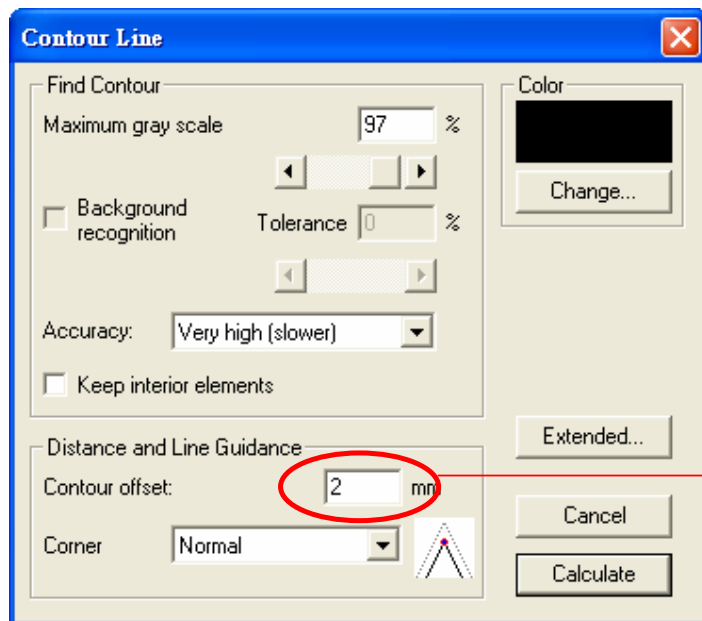 Contour Line
Find Contour
Maximum gray scale 97 %
Background recognition
Tolerance 0 %
Accuracy: Very high (slower)
Keep interior elements
Color
Change...
Distance and Line Guidance
Contour offset: 2 mm
Corner Normal
Extended...
Cancel
Calculate